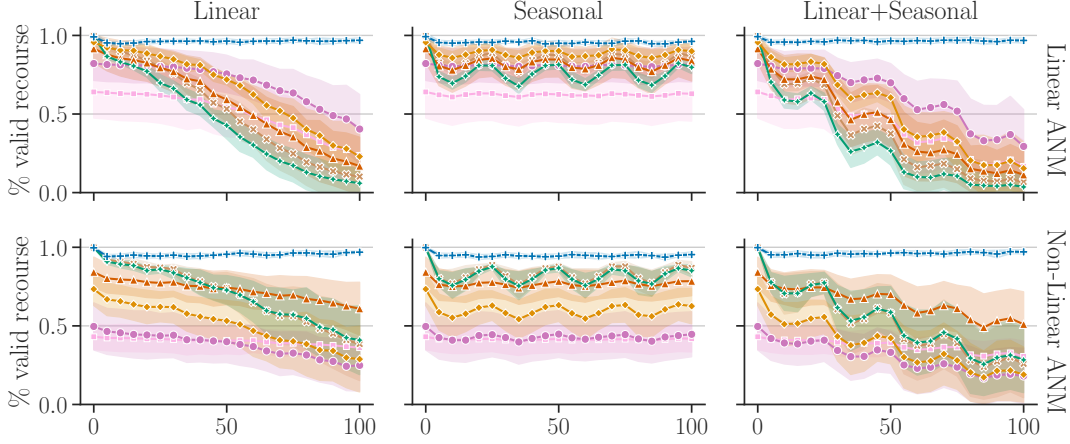 Linear
Seasonal
Linear+Seasonal
% valid recourse
1.0
0.5
0.0
Linear ANM
% valid recourse
1.0
0.5
0.0
Non-Linear ANM
0
50
100
0
50
100
0
50
100